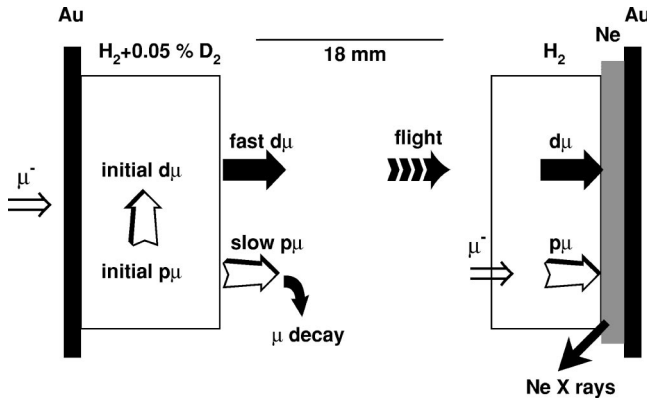 Au
H₂+0.05 % D₂
18 mm
H₂
Ne
Au
fast dμ
flight
dμ
initial dμ
μ⁻
slow pμ
pμ
μ⁻
initial pμ
μ decay
Ne X rays